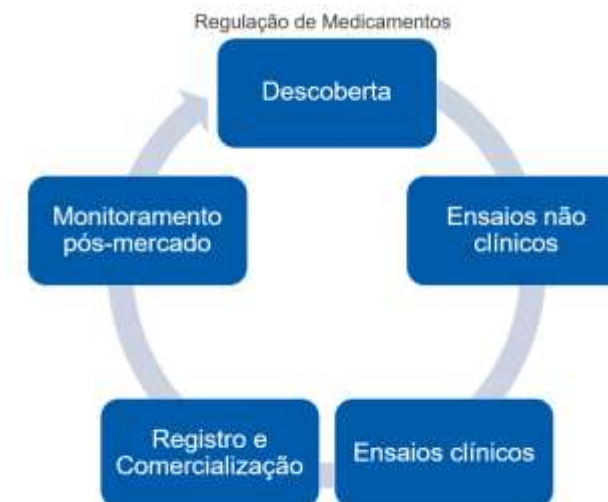 Regulação de Medicamentos
Descoberta
Ensaios não
clínicos
Ensaios clínicos
Registro e
Comercialização
Monitoramento
pós-mercado